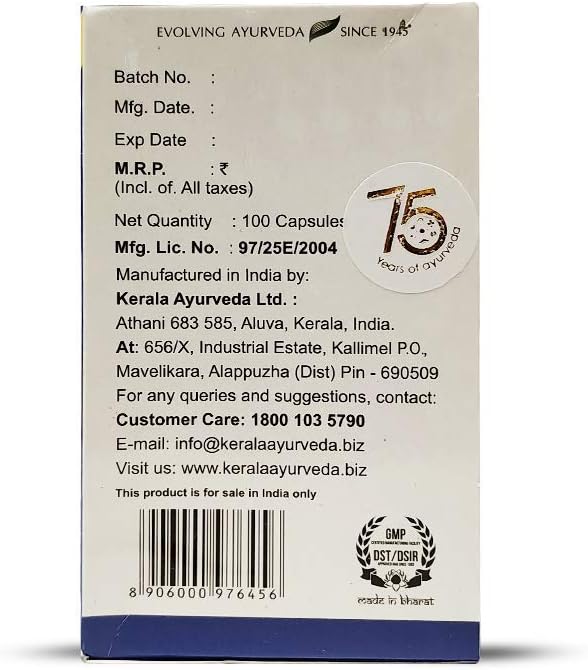 EVOLVING AYURVEDA SINCE 1945
Batch No. :
Mfg. Date. :
Exp Date :
M.R.P. : ₹
(Incl. of. All taxes)
Net Quantity : 100 Capsules
75
Years of ayurveda
Mfg. Lic. No. : 97/25E/2004
Manufactured in India by:
Kerala Ayurveda Ltd. :
Athani 683 585, Aluva, Kerala, India.
At: 656/X, Industrial Estate, Kallimel P.O.,
Mavelikara, Alappuzha (Dist) Pin - 690509
For any queries and suggestions, contact:
Customer Care: 1800 103 5790
E-mail: info@keralaayurveda.biz
Visit us: www.keralaayurveda.biz
This product is for sale in India only
8 906000 976456
GMP
CERTIFIED MANUFACTURING FACILITY
DST/DSIR
made in bharat